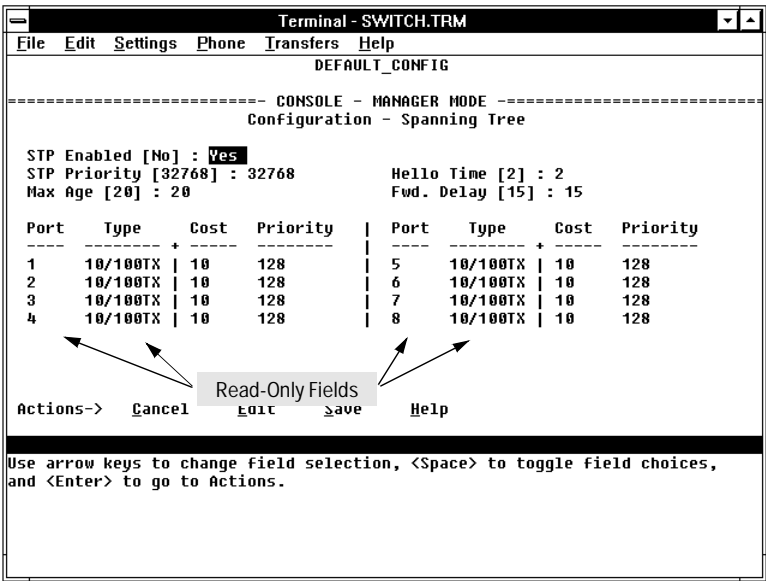 Terminal - SWITCH.TRM
File Edit Settings Phone Transfers Help
DEFAULT_CONFIG
==========================- CONSOLE - MANAGER MODE -===========================
Configuration - Spanning Tree
STP Enabled [No] : Yes
STP Priority [32768] : 32768 Hello Time [2] : 2
Max Age [20] : 20 Fwd. Delay [15] : 15
Port Type Cost Priority | Port Type Cost Priority
---- -------- + ----- -------- | ---- -------- + ----- --------
1 10/100TX | 10 128 | 5 10/100TX | 10 128
2 10/100TX | 10 128 | 6 10/100TX | 10 128
3 10/100TX | 10 128 | 7 10/100TX | 10 128
4 10/100TX | 10 128 | 8 10/100TX | 10 128
Read-Only Fields
Actions-> Cancel Edit Save Help
Use arrow keys to change field selection, <Space> to toggle field choices,
and <Enter> to go to Actions.